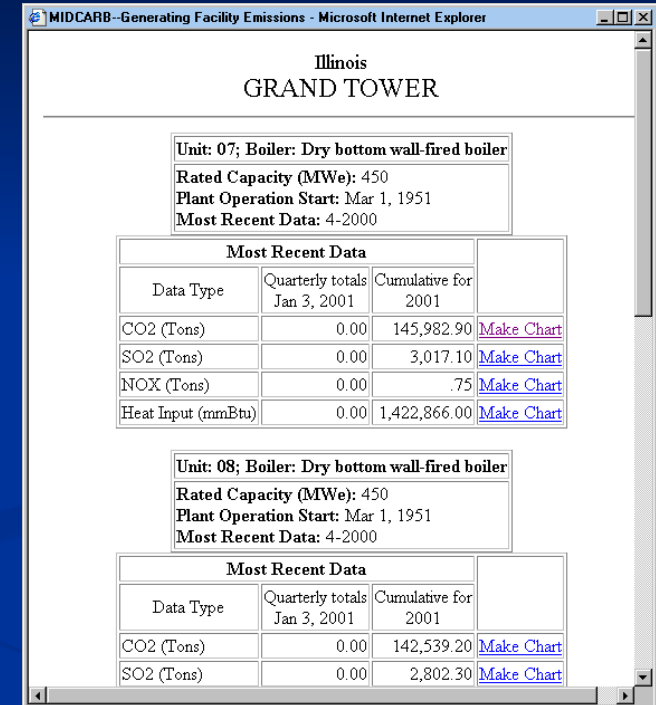 MIDCARB--Generating Facility Emissions - Microsoft Internet Explorer
Illinois
GRAND TOWER
Unit: 07; Boiler: Dry bottom wall-fired boiler
Rated Capacity (MWe): 450
Plant Operation Start: Mar 1, 1951
Most Recent Data: 4-2000
Most Recent Data
Data Type Quarterly totals Jan 3, 2001 Cumulative for 2001
CO2 (Tons) 0.00 145,982.90 Make Chart
SO2 (Tons) 0.00 3,017.10 Make Chart
NOX (Tons) 0.00 .75 Make Chart
Heat Input (mmBtu) 0.00 1,422,866.00 Make Chart
Unit: 08; Boiler: Dry bottom wall-fired boiler
Rated Capacity (MWe): 450
Plant Operation Start: Mar 1, 1951
Most Recent Data: 4-2000
Most Recent Data
Data Type Quarterly totals Jan 3, 2001 Cumulative for 2001
CO2 (Tons) 0.00 142,539.20 Make Chart
SO2 (Tons) 0.00 2,802.30 Make Chart